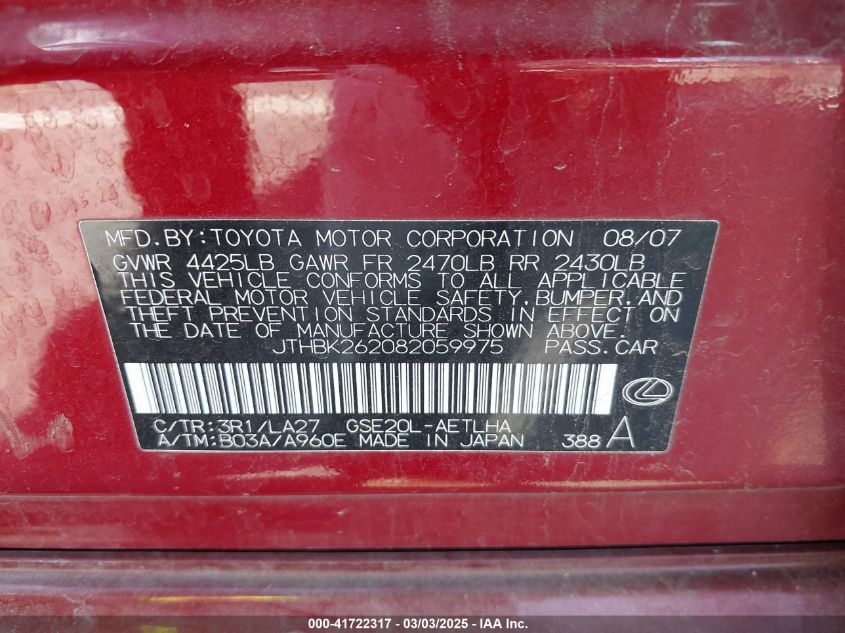 MFD.BY:TOYOTA MOTOR CORPORATION 08/07
GVWR 4425LB GAWR FR 2470LB RR 2430LB
THIS VEHICLE CONFORMS TO ALL APPLICABLE
FEDERAL MOTOR VEHICLE SAFETY,BUMPER,AND
THEFT PREVENTION STANDARDS IN EFFECT ON
THE DATE OF MANUFACTURE SHOWN ABOVE.
JTHBK262082059975 PASS.CAR
C/TR:3R1/LA27 GSE20L-AETLHA
A/TM:B03A/A960E MADE IN JAPAN 388 A
000-41722317 - 03/03/2025 - IAA Inc.